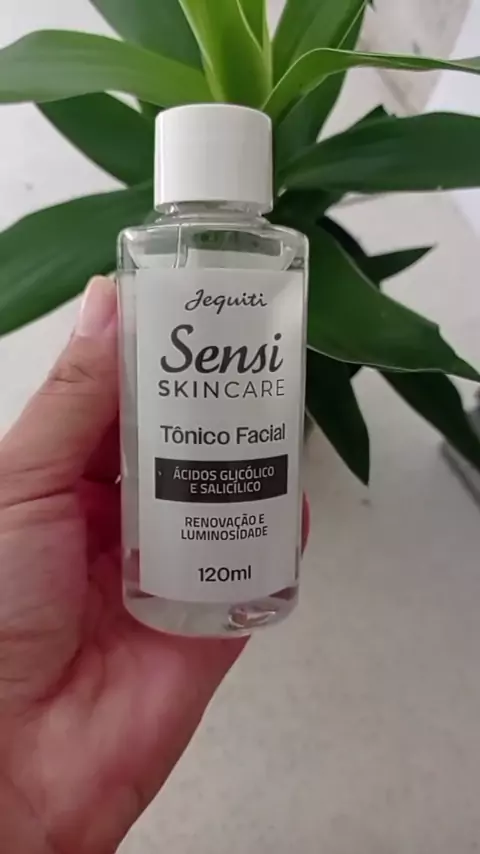 Jequiti
Sensi
SKINCARE
Tônico Facial
ÁCIDOS GLICÓLICO
E SALICÍLICO
RENOVAÇÃO E
LUMINOSIDADE
120ml